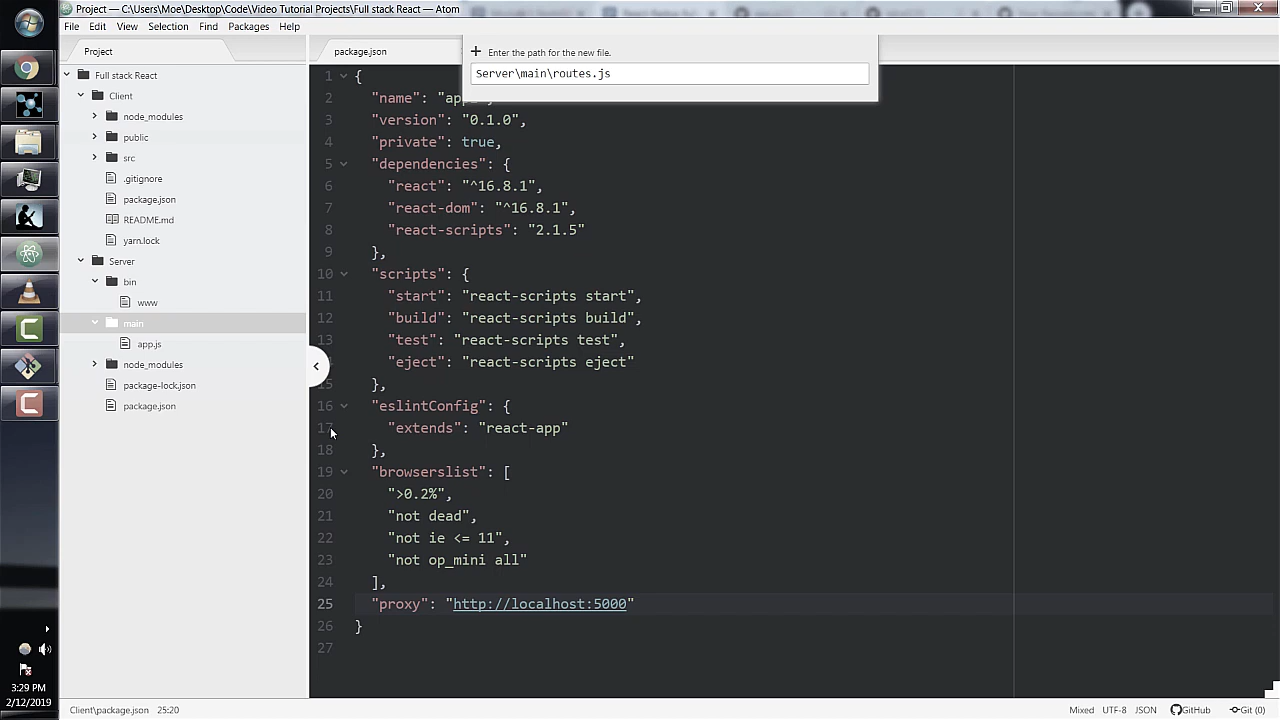 Project — C:\Users\Moe\Desktop\Code\Video Tutorial Projects\Full stack React — Atom
File Edit View Selection Find Packages Help
Project
package.json
Enter the path for the new file.
Server\main\routes.js
Full stack React
Client
node_modules
public
src
.gitignore
package.json
README.md
yarn.lock
Server
bin
www
main
app.js
node_modules
package-lock.json
package.json
1 {
2 "name": "app
3 "version": "0.1.0",
4 "private": true,
5 "dependencies": {
6 "react": "^16.8.1",
7 "react-dom": "^16.8.1",
8 "react-scripts": "2.1.5"
9 },
10 "scripts": {
11 "start": "react-scripts start",
12 "build": "react-scripts build",
13 "test": "react-scripts test",
"eject": "react-scripts eject"
15 },
16 "eslintConfig": {
17 "extends": "react-app"
18 },
19 "browserslist": [
20 ">0.2%",
21 "not dead",
22 "not ie <= 11",
23 "not op_mini all"
24 ],
25 "proxy": "http://localhost:5000"
26 }
27
3:29 PM
2/12/2019
Client\package.json 25:20
Mixed UTF-8 JSON GitHub Git (0)